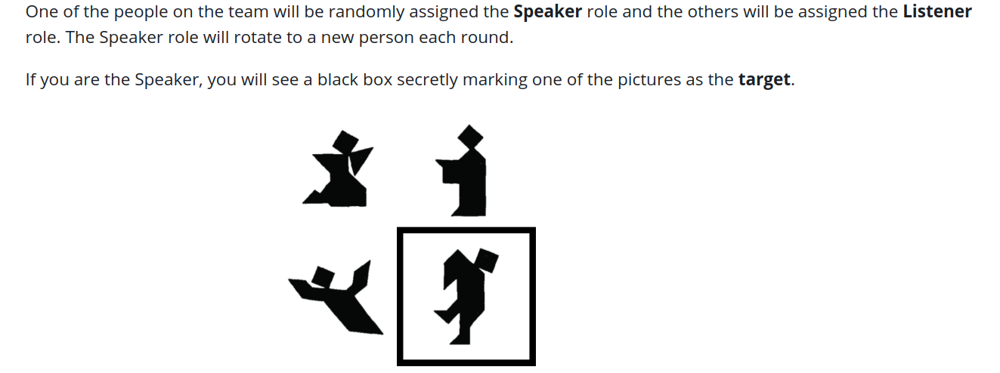 One of the people on the team will be randomly assigned the Speaker role and the others will be assigned the Listener
role. The Speaker role will rotate to a new person each round.
If you are the Speaker, you will see a black box secretly marking one of the pictures as the target.